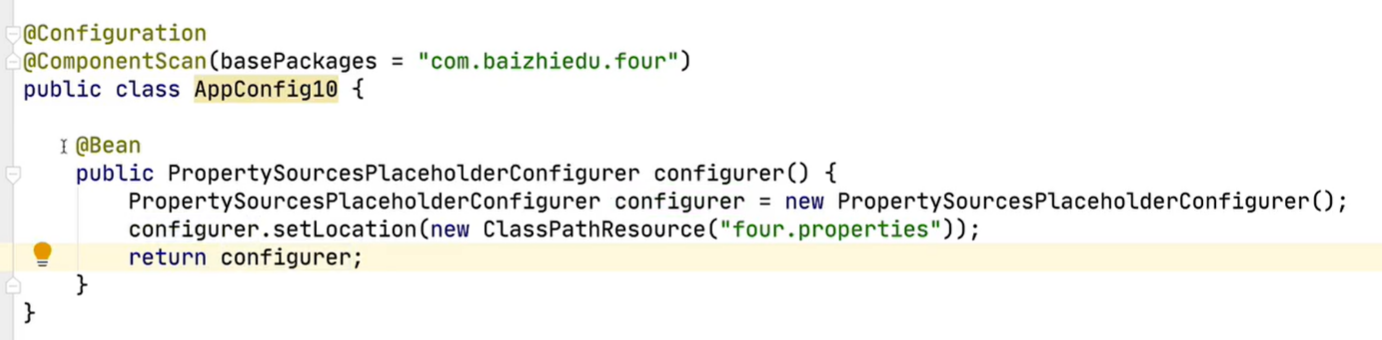 @Configuration
@ComponentScan(basePackages = "com.baizhiedu.four")
public class AppConfig10 {
@Bean
public PropertySourcesPlaceholderConfigurer configurer() {
PropertySourcesPlaceholderConfigurer configurer = new PropertySourcesPlaceholderConfigurer();
configurer.setLocation(new ClassPathResource("four.properties"));
return configurer;
}
}